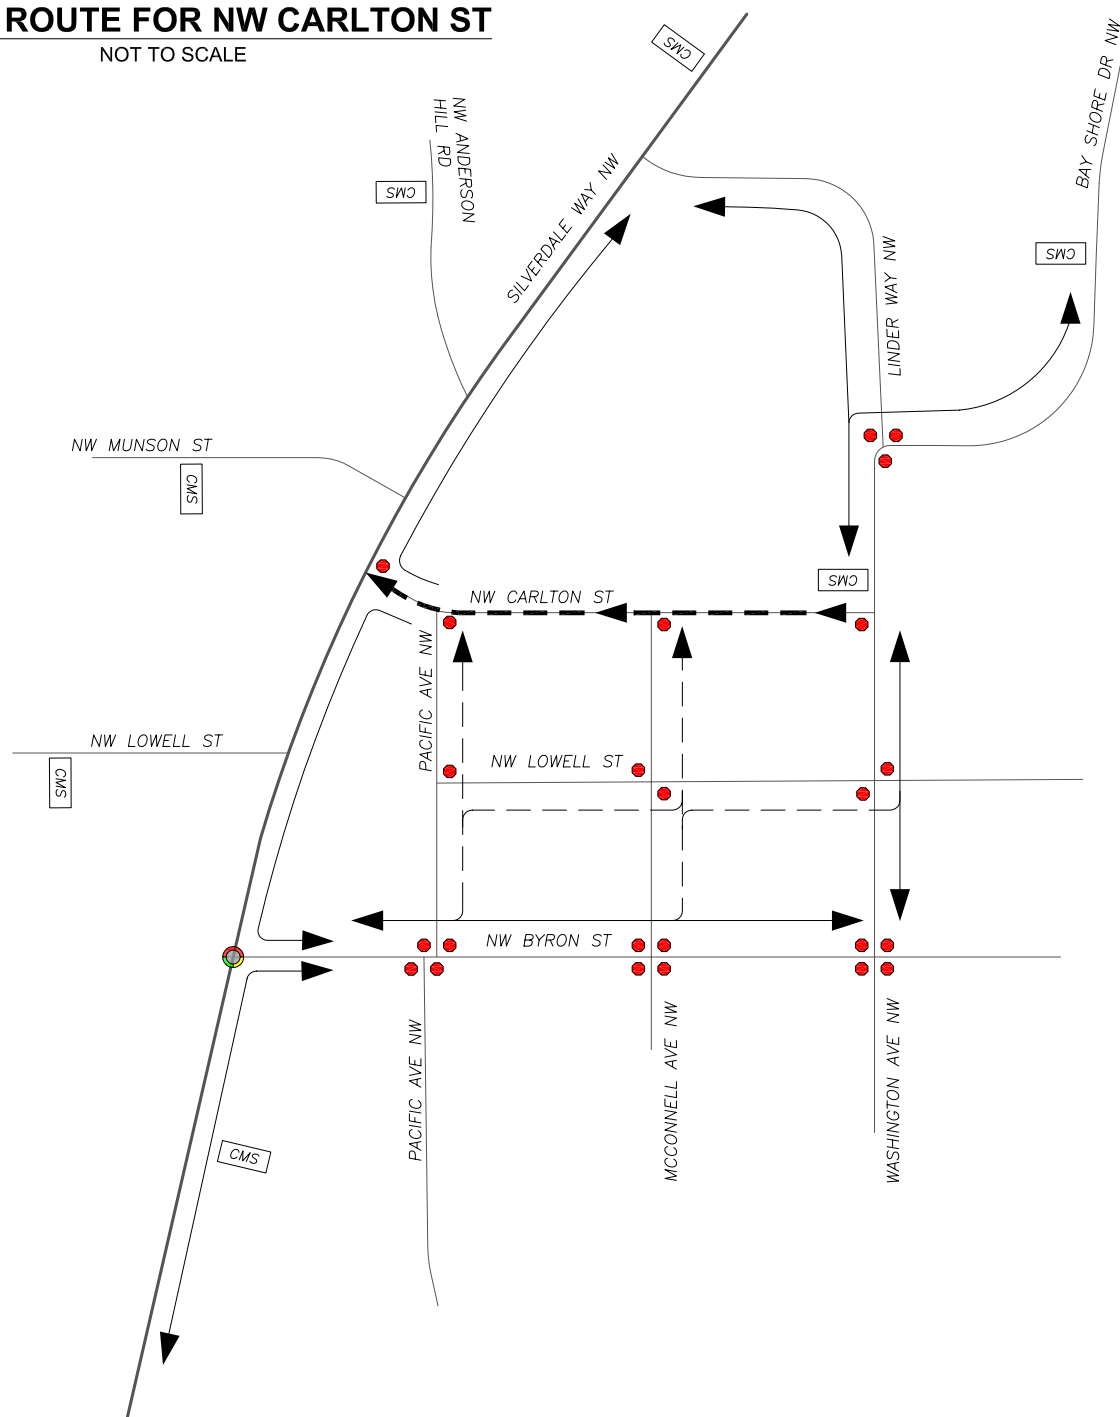 ROUTE FOR NW CARLTON ST
NOT TO SCALE
CMS
BAY SHORE DR NW
NW ANDERSON
HILL RD
CMS
SILVERDALE WAY NW
LINDER WAY NW
CMS
NW MUNSON ST
CMS
CMS
NW CARLTON ST
PACIFIC AVE NW
NW LOWELL ST
NW LOWELL ST
CMS
NW BYRON ST
PACIFIC AVE NW
MCCONNELL AVE NW
WASHINGTON AVE NW
CMS